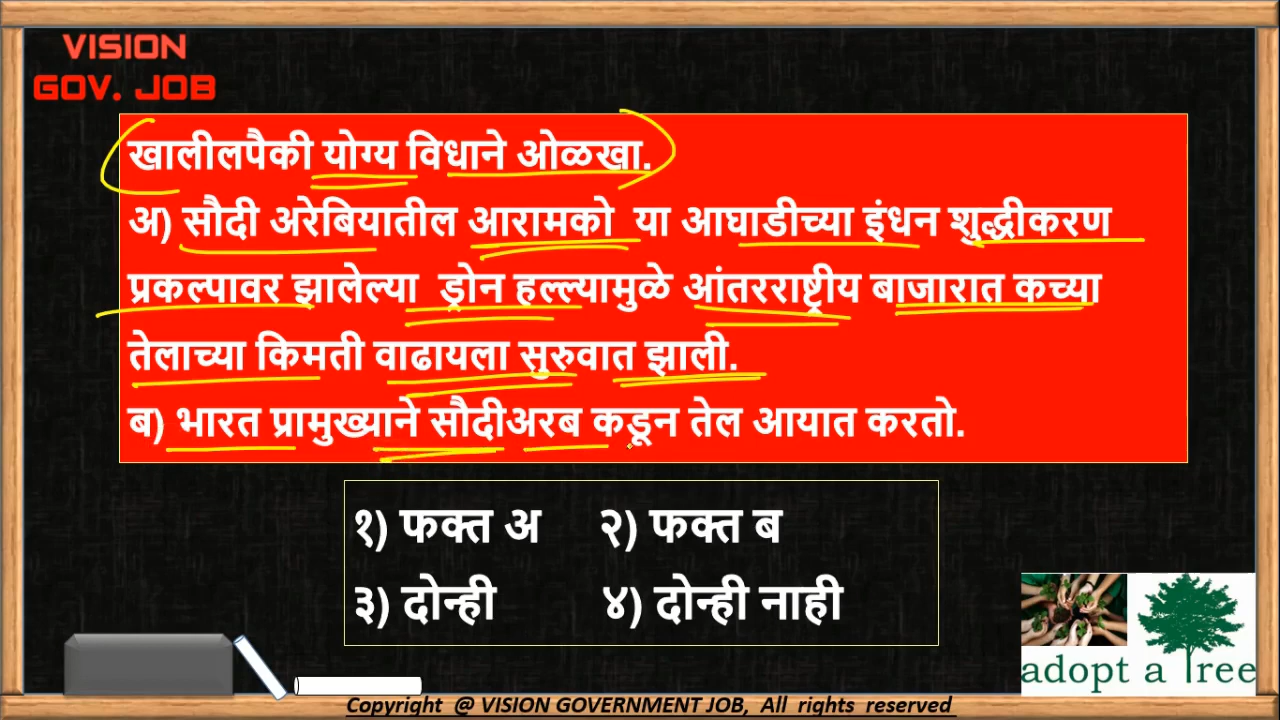 VISION
GOV. JOB
खालीलपैकी योग्य विधाने ओळखा.
अ) सौदी अरेबियातील आरामको या आघाडीच्या इंधन शुद्धीकरण
प्रकल्पावर झालेल्या ड्रोन हल्ल्यामुळे आंतरराष्ट्रीय बाजारात कच्या
तेलाच्या किमती वाढायला सुरुवात झाली.
ब) भारत प्रामुख्याने सौदीअरब कडून तेल आयात करतो.
१) फक्त अ २) फक्त ब
३) दोन्ही ४) दोन्ही नाही
adopt a Tree
Copyright @ VISION GOVERNMENT JOB, All rights reserved